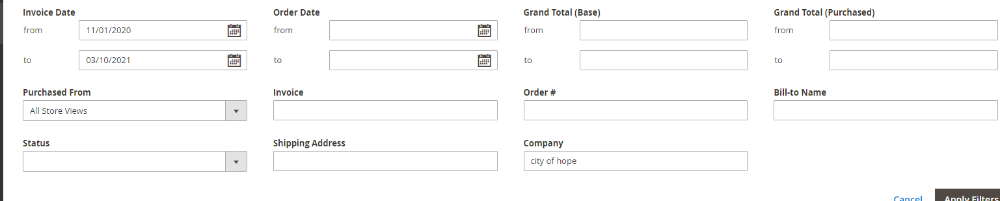 Invoice Date Order Date Grand Total (Base) Grand Total (Purchased)
from 11/01/2020 from from from
to 03/10/2021 to to to
Purchased From Invoice Order # Bill-to Name
All Store Views
Status Shipping Address Company
city of hope
Cancel Apply Filters